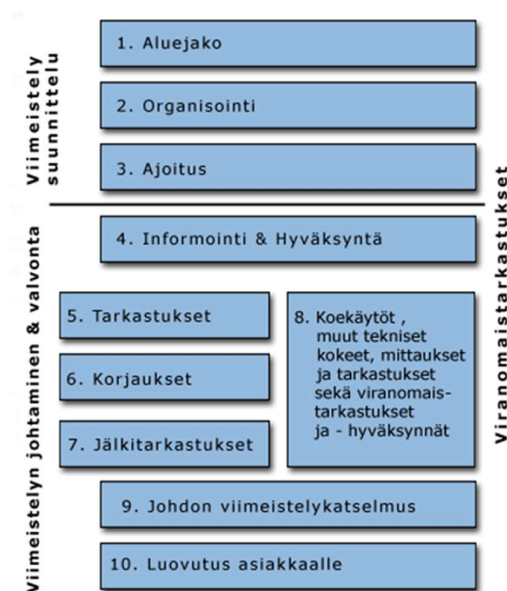 Viimeistely
suunnittelu
1. Aluejako
2. Organisointi
3. Ajoitus
Viimeistelyn johtaminen & valvonta
4. Informointi & Hyväksyntä
5. Tarkastukset
6. Korjaukset
7. Jälkitarkastukset
8. Koekäytöt ,
muut tekniset
kokeet, mittaukset
ja tarkastukset
sekä viranomais-
tarkastukset
ja - hyväksynnät
9. Johdon viimeistelykatselmus
10. Luovutus asiakkaalle
Viranomaistarkastukset